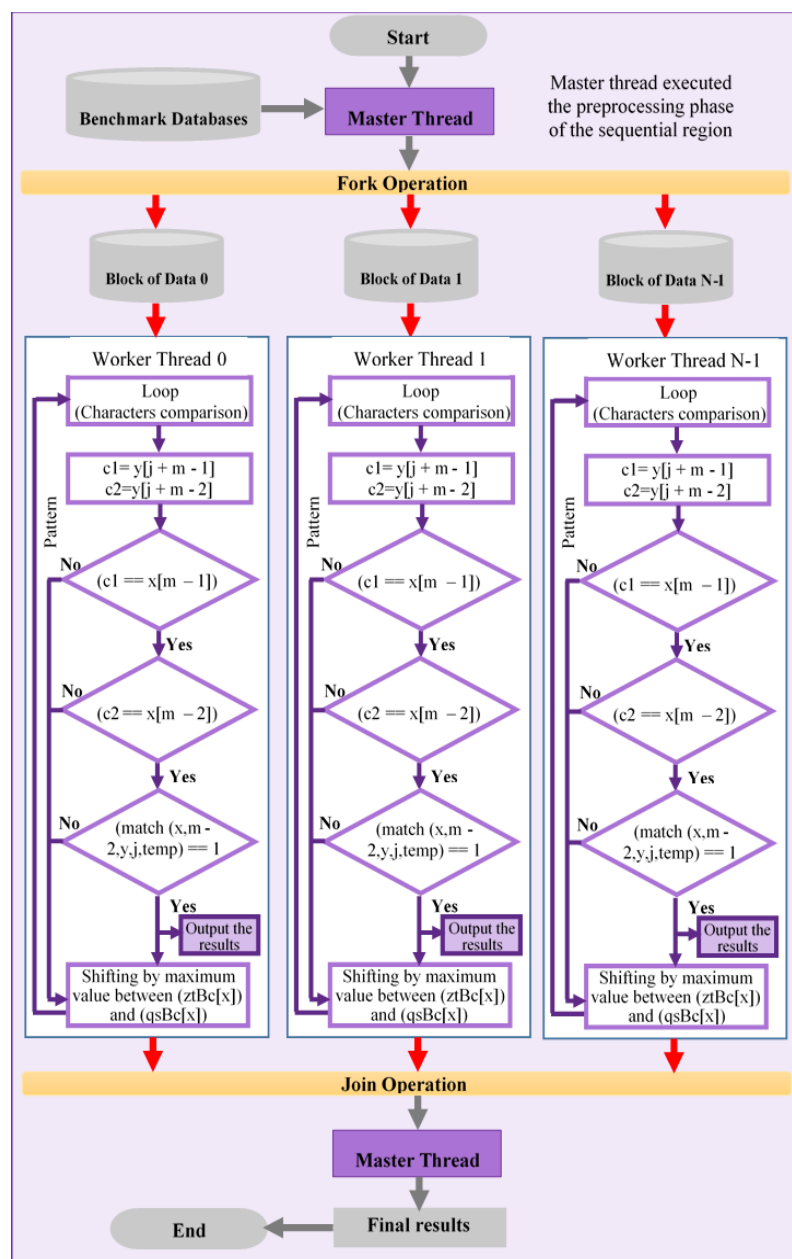 Start
Benchmark Databases
Master Thread
Master thread executed
the preprocessing phase
of the sequential region
Fork Operation
Block of Data 0
Block of Data 1
Block of Data N-1
Worker Thread 0
Loop
(Characters comparison)
c1= y[j + m - 1]
c2=y[j + m - 2]
Pattern
No
(c1 == x[m – 1])
Yes
No
(c2 == x[m – 2])
Yes
No
(match (x,m -
2,y,j,temp) == 1
Yes
Output the
results
Shifting by maximum
value between (ztBc[x])
and (qsBc[x])
Worker Thread 1
Loop
(Characters comparison)
c1= y[j + m - 1]
c2=y[j + m - 2]
Pattern
No
(c1 == x[m – 1])
Yes
No
(c2 == x[m – 2])
Yes
No
(match (x,m -
2,y,j,temp) == 1
Yes
Output the
results
Shifting by maximum
value between (ztBc[x])
and (qsBc[x])
Worker Thread N-1
Loop
(Characters comparison)
c1= y[j + m - 1]
c2=y[j + m - 2]
Pattern
No
(c1 == x[m – 1])
Yes
No
(c2 == x[m – 2])
Yes
No
(match (x,m -
2,y,j,temp) == 1
Yes
Output the
results
Shifting by maximum
value between (ztBc[x])
and (qsBc[x])
Join Operation
Master Thread
Final results
End